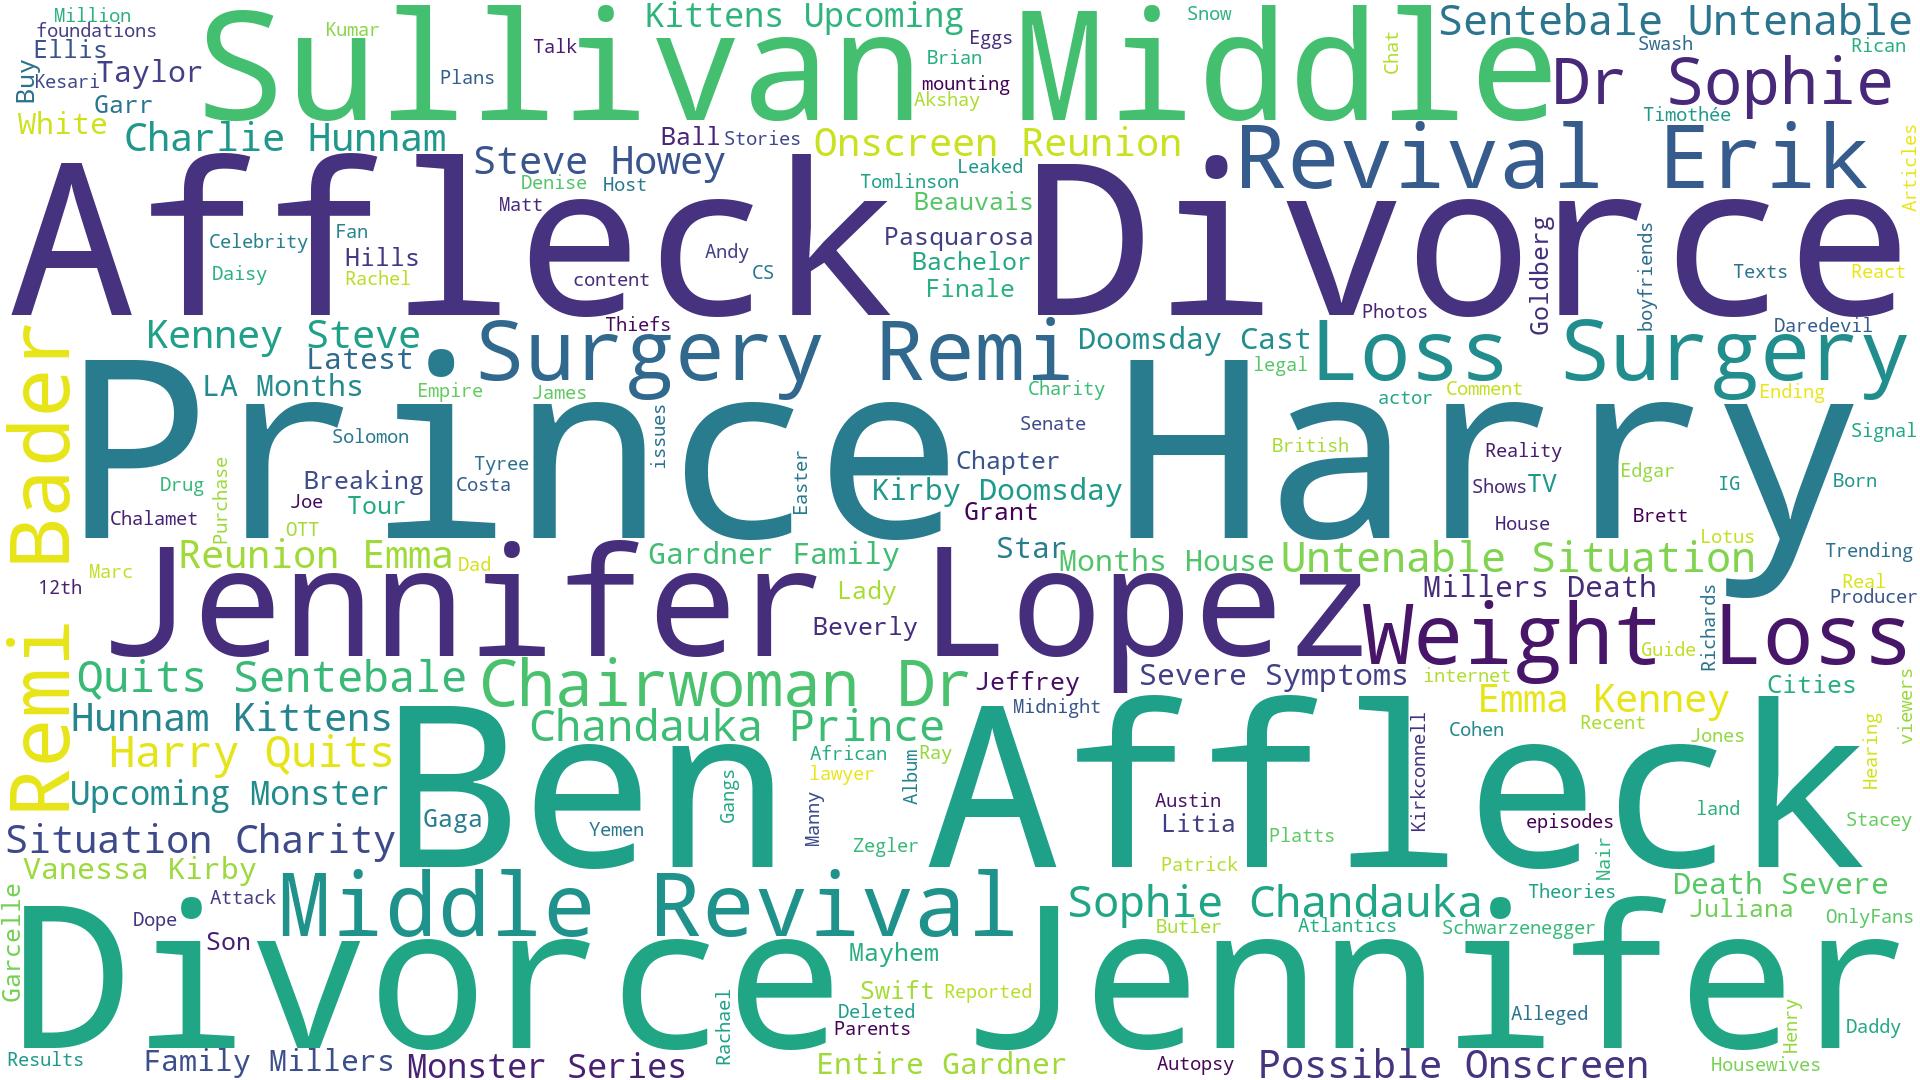 Million
foundations
Ellis
Buy
Kesari
Taylor
Garr
White
Sullivan Middle
Kumar
Talk
Plans
Kittens Upcoming
Eggs
Brian
mounting
Akshay
Snow
Chat
Sentebale Untenable
Swash
Rican
Dr Sophie
Timothée
Charlie Hunnam
Ball
Stories
Onscreen Reunion
Revival Erik
Articles
Steve Howey
Denise
Host
Matt
Leaked
Tomlinson
Beauvais
Affleck Divorce
Celebrity
Fan
Hills
Daisy
Rachel
content
Andy
CS
Pasquarosa
Bachelor
Finale
Goldberg
boyfriends
Texts
React
Photos
Daredevil
Thiefs
Kenney Steve
Latest
LA Months
Surgery Remi
Doomsday Cast
legal
Loss Surgery
Empire
James
Charity
actor
Comment
Ending
Remi Bader
Prince Harry
Solomon
issues
Senate
British
Signal
Drug
Purchase
Breaking
Joe
Tour
Tyree
Costa
Easter
Chapter
Kirby Doomsday
Grant
Reality
Shows
TV
Edgar
IG
Born
Chalamet
OTT
House
Brett
Lotus
Reunion Emma
Dad
Gardner Family
Star
Months House
Untenable Situation
Trending
12th
Marc
Lady
Millers Death
Real
Producer
Jennifer Lopez
Beverly
Weight Loss
Guide
Richards
Quits Sentebale
Chairwoman Dr
Jeffrey
Severe Symptoms
internet
Cities
viewers
Hunnam Kittens
Chandauka Prince
Midnight
Emma Kenney
Recent
Cohen
Jones
Hearing
Harry Quits
African
Ray
lawyer
Album
Kirkconnell
Upcoming Monster
Ben Affleck
Gaga
Yemen
Gangs
Manny
Zegler
Austin
Litia
Platts
episodes
land
Stacey
Situation Charity
Patrick
Nair
Vanessa Kirby
Garcelle
Attack
Dope
Son
Middle Revival
Sophie Chandauka
Theories
Death Severe
Juliana
OnlyFans
Butler
Atlantics
Schwarzenegger
Divorce Jennifer
Mayhem
Swift
Reported
Deleted
Parents
Rachael
Alleged
Henry
Daddy
Results
Family Millers
Monster Series
Entire Gardner
Autopsy
Possible Onscreen
Housewives